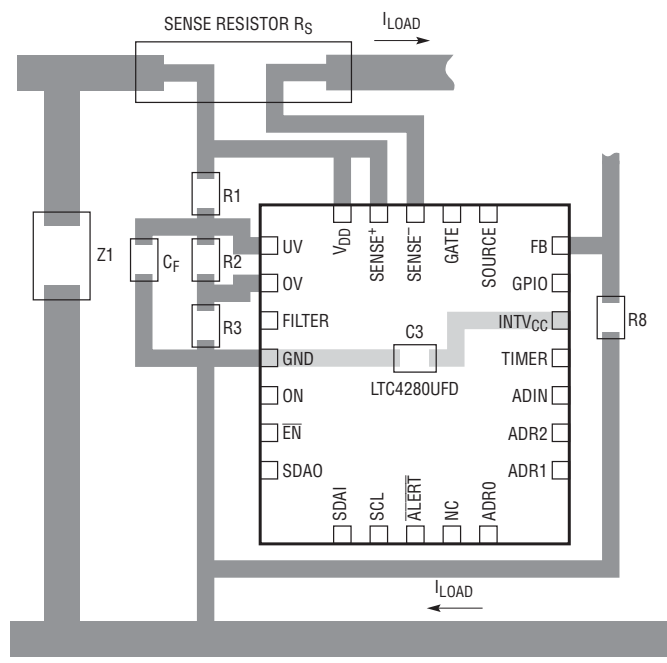 SENSE RESISTOR RS
ILOAD
R1
Z1
CF
R2
R3
UV
OV
FILTER
GND
ON
EN
SDAO
VDD
SENSE+
SENSE−
GATE
SOURCE
FB
GPIO
INTVCC
TIMER
ADIN
ADR2
ADR1
R8
C3
LTC4280UFD
SDAI
SCL
ALERT
NC
ADR0
ILOAD